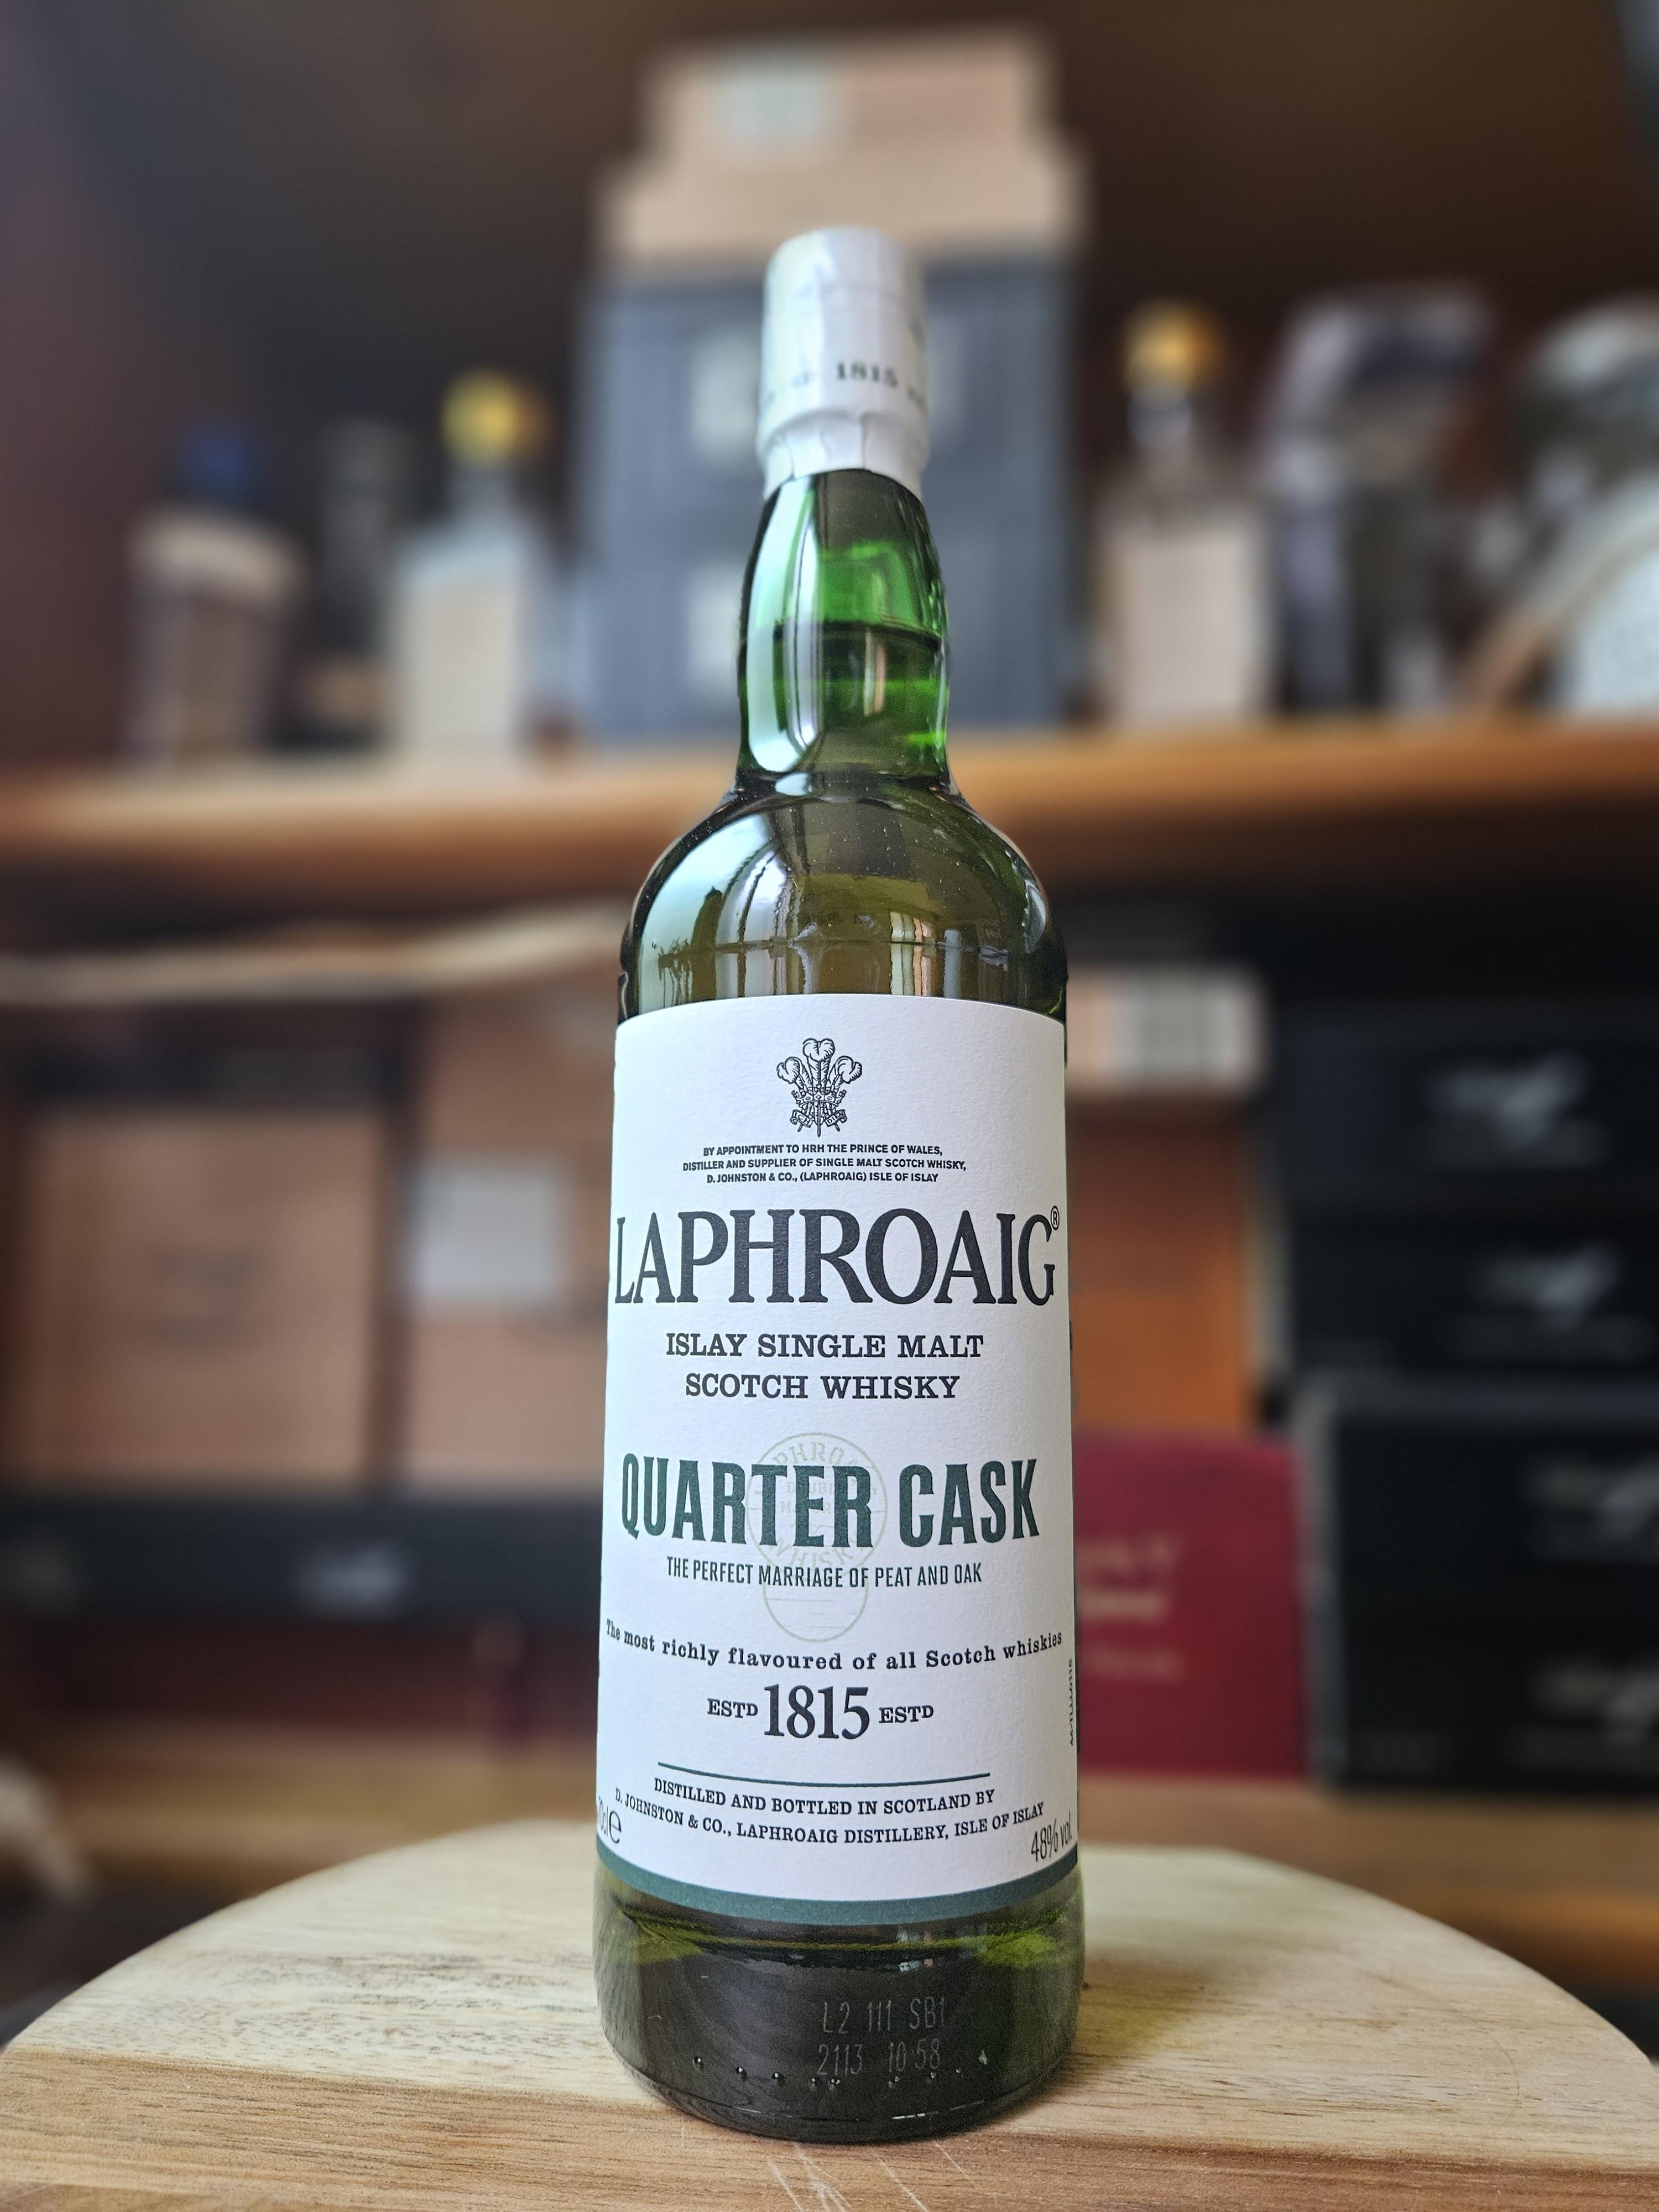 1815
BY APPOINTMENT TO HRH THE PRINCE OF WALES,
DISTILLER AND SUPPLIER OF SINGLE MALT SCOTCH WHISKY,
D. JOHNSTON & CO., (LAPHROAIG) ISLE OF ISLAY
LAPHROAIG®
ISLAY SINGLE MALT
SCOTCH WHISKY
QUARTER CASK
THE PERFECT MARRIAGE OF PEAT AND OAK
The most richly flavoured of all Scotch whiskies
ESTD 1815 ESTD
DISTILLED AND BOTTLED IN SCOTLAND BY
D. JOHNSTON & CO., LAPHROAIG DISTILLERY, ISLE OF ISLAY
48% vol.
L2 111 SB1
2113 10:58